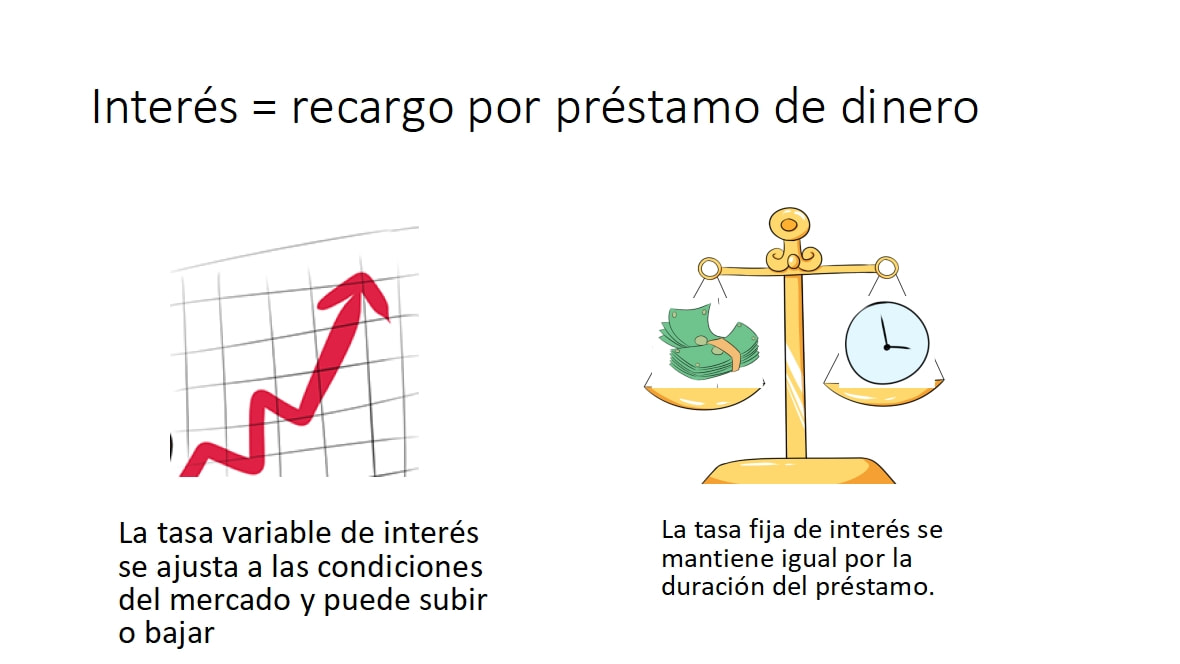 Interés = recargo por préstamo de dinero
La tasa variable de interés
se ajusta a las condiciones
del mercado y puede subir
o bajar
La tasa fija de interés se
mantiene igual por la
duración del préstamo.